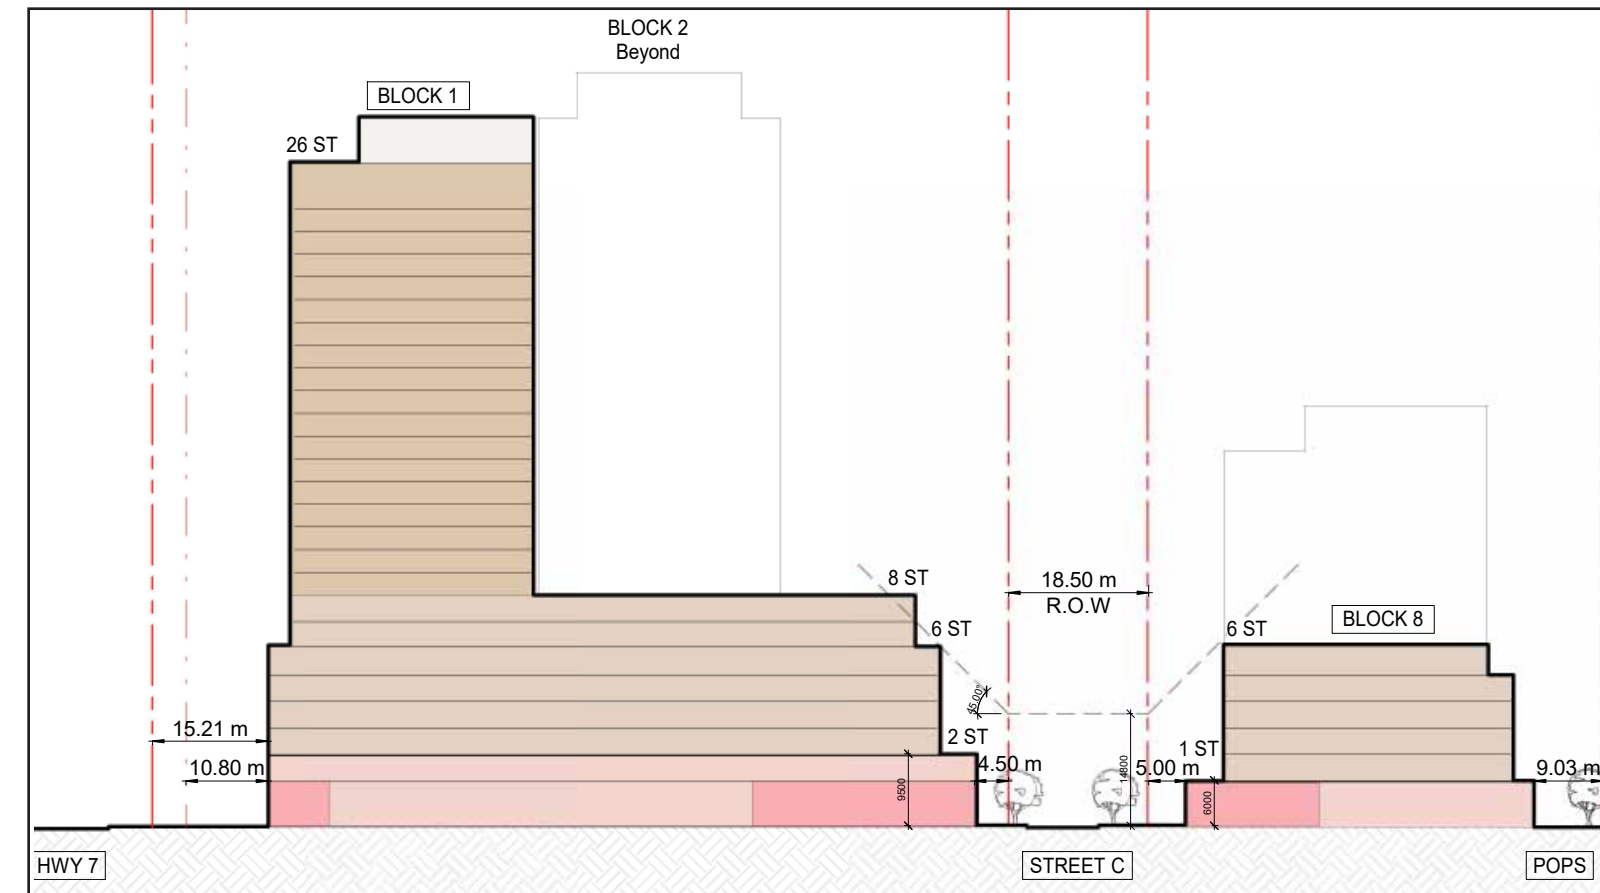 BLOCK 2
Beyond
BLOCK 1
26 ST
8 ST
18.50 m
R.O.W
6 ST
6 ST
BLOCK 8
45.00°
15.21 m
2 ST
1 ST
10.80 m
4.50 m
5.00 m
9.03 m
9500
14800
6000
HWY 7
STREET C
POPS